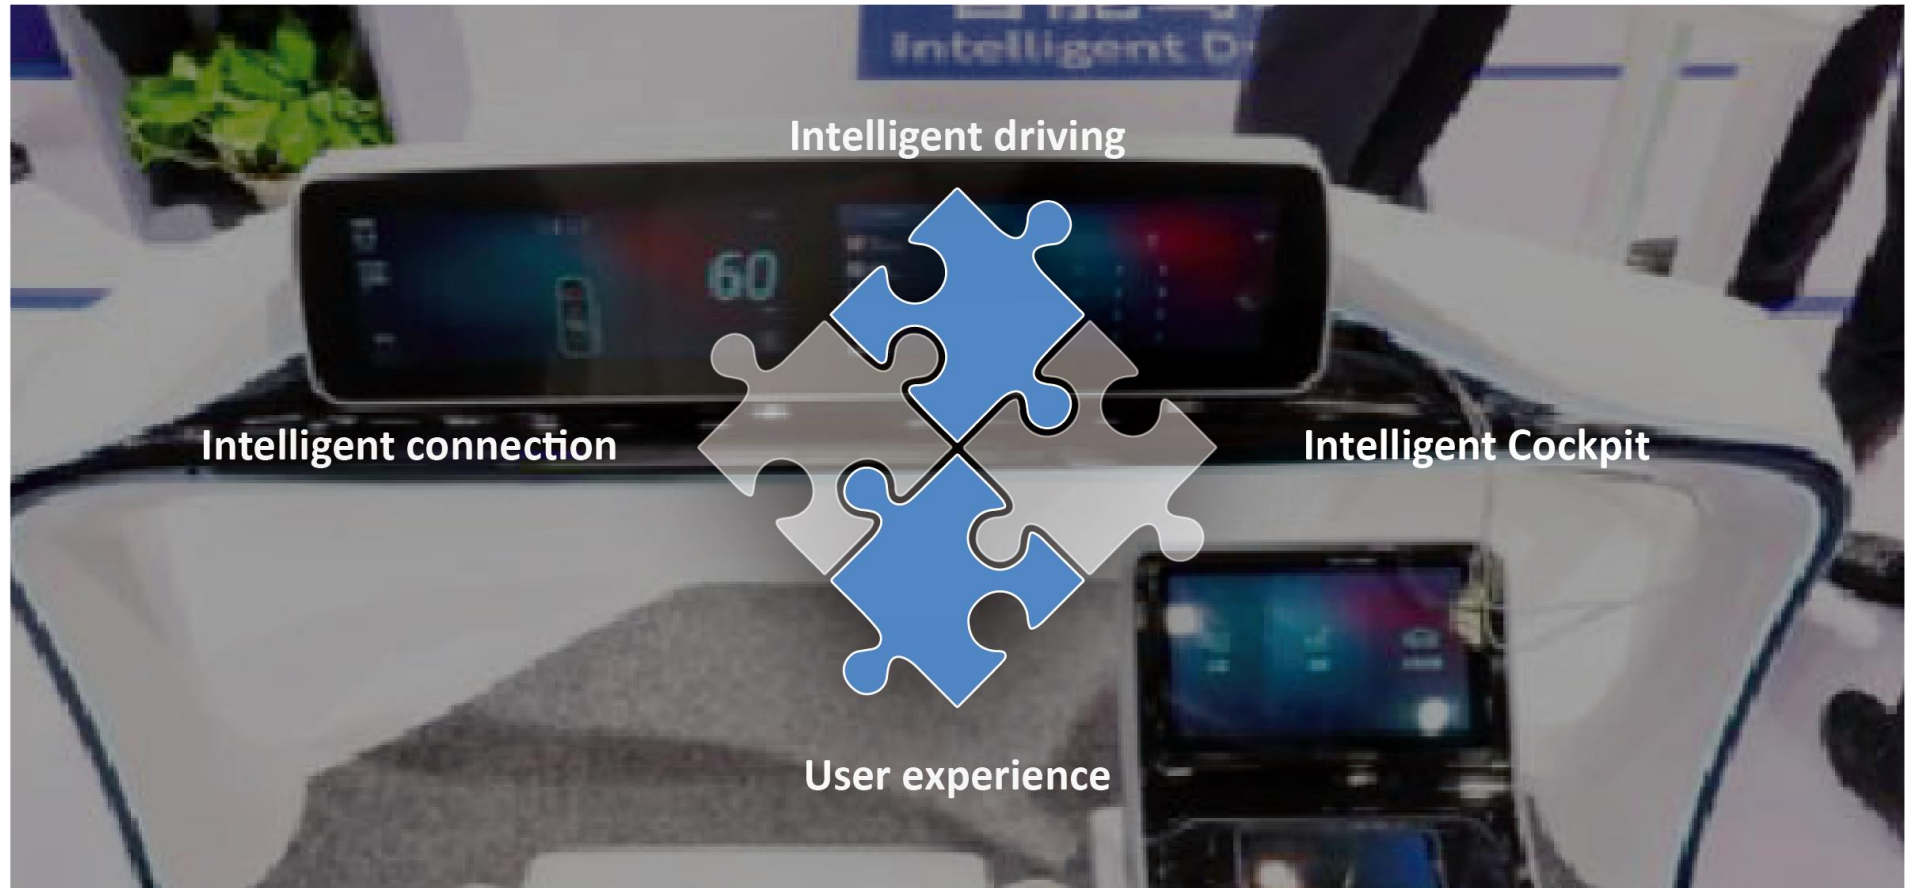 Intelligent D
Intelligent driving
60
Intelligent connection
Intelligent Cockpit
User experience